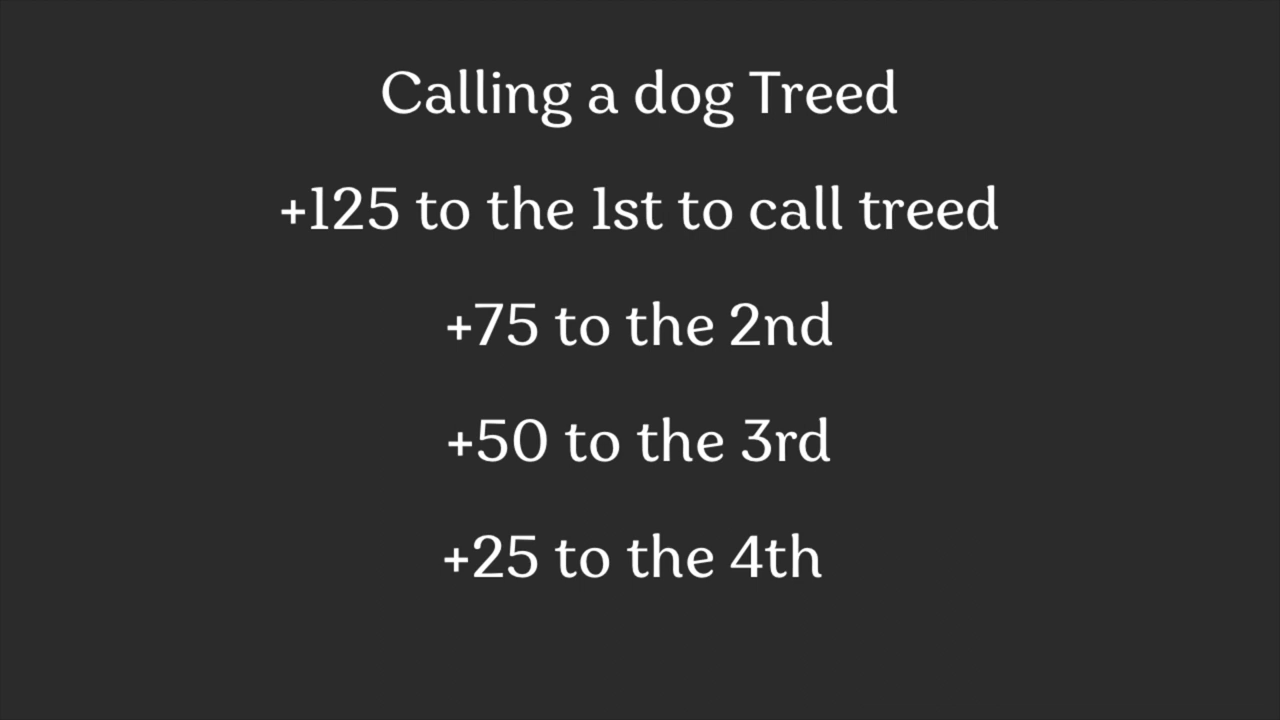 Calling a dog Treed
+125 to the 1st to call treed
+75 to the 2nd
+50 to the 3rd
+25 to the 4th